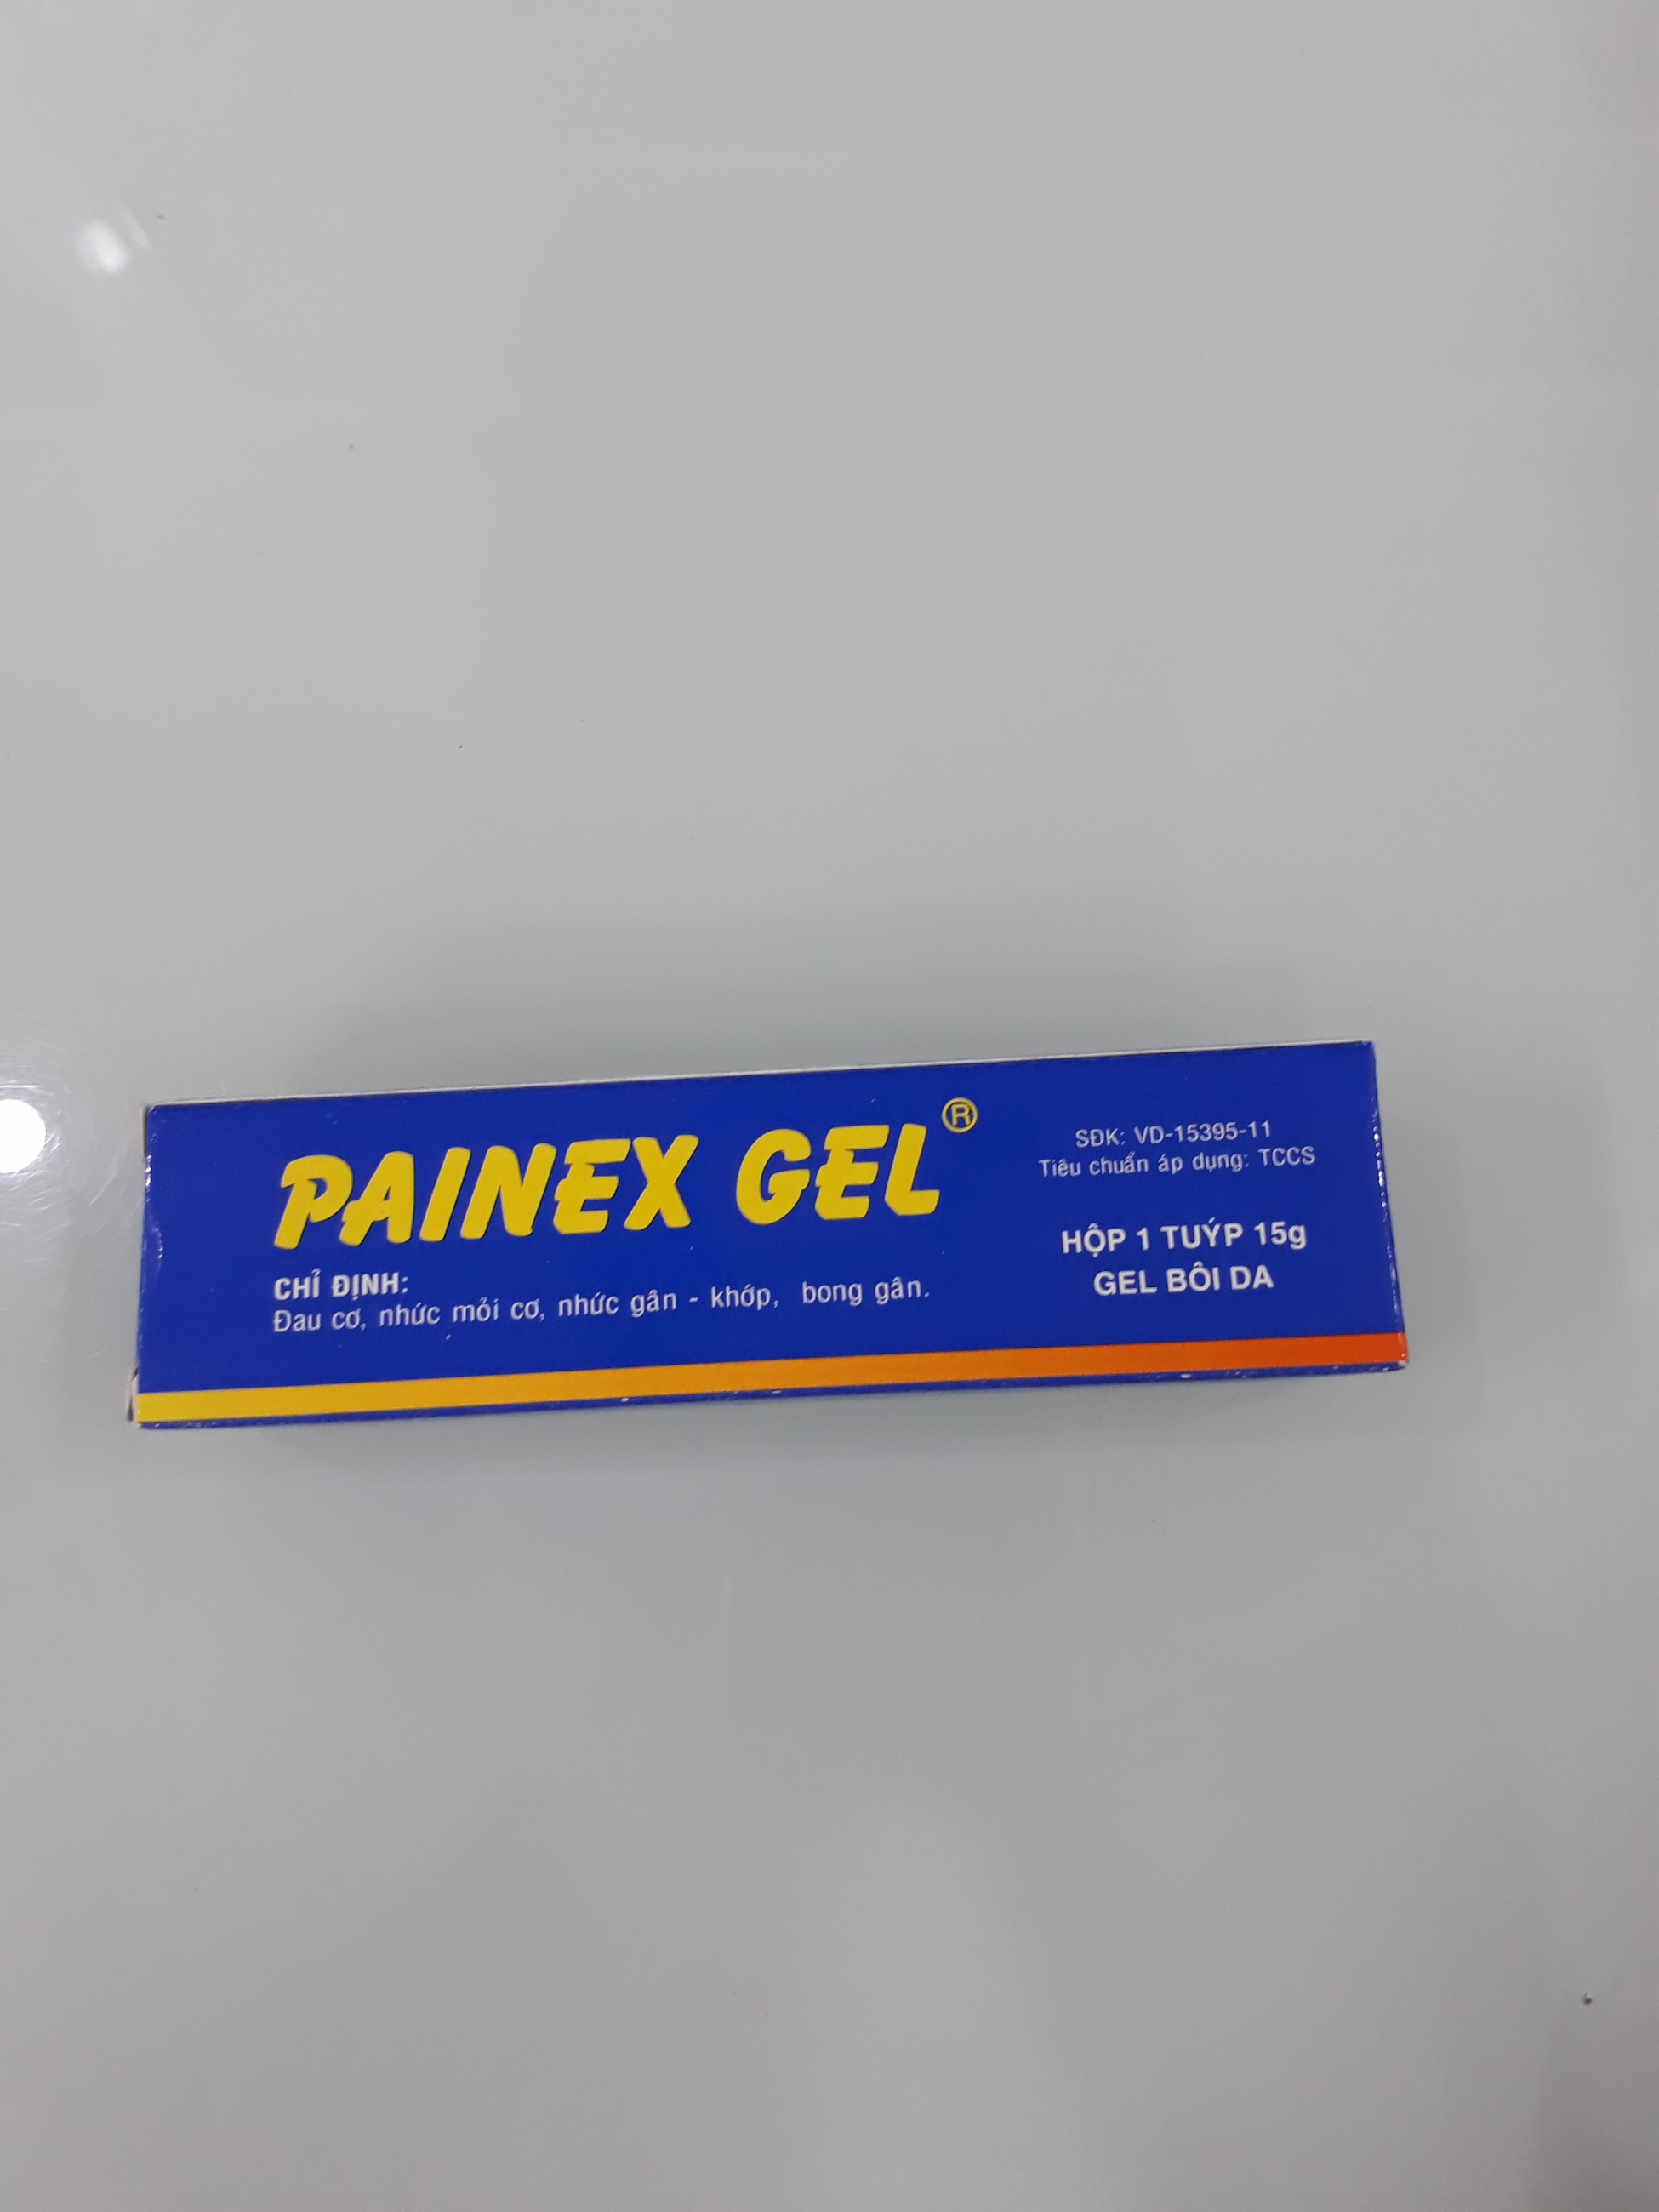 PAINEX GEL®
CHỈ ĐỊNH:
Đau cơ, nhức mỏi cơ, nhức gân - khớp, bong gân.
SĐK: VD-15395-11
Tiêu chuẩn áp dụng: TCCS
HỘP 1 TUÝP 15g
GEL BÔI DA